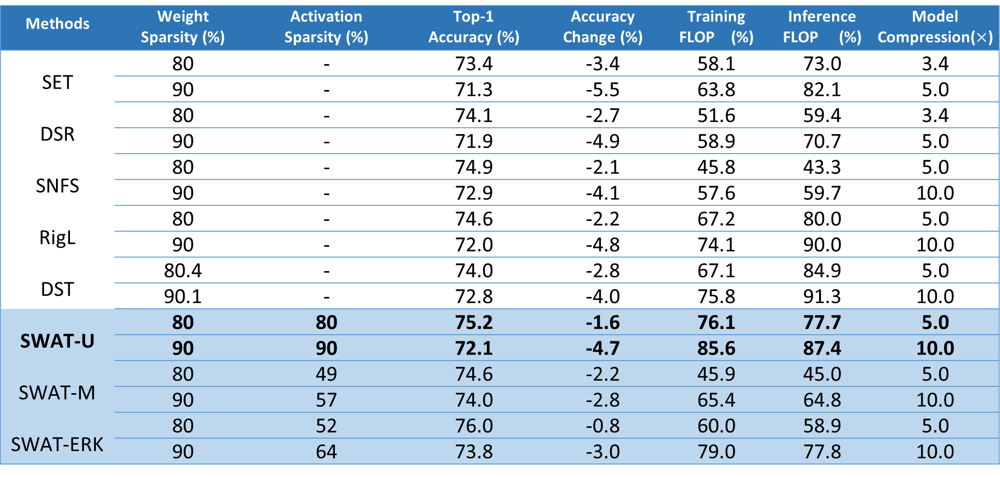 Methods Weight Sparsity (%) Activation Sparsity (%) Top-1 Accuracy (%) Accuracy Change (%) Training FLOP (%) Inference FLOP (%) Model Compression(×)
SET 80 - 73.4 -3.4 58.1 73.0 3.4
90 - 71.3 -5.5 63.8 82.1 5.0
DSR 80 - 74.1 -2.7 51.6 59.4 3.4
90 - 71.9 -4.9 58.9 70.7 5.0
SNFS 80 - 74.9 -2.1 45.8 43.3 5.0
90 - 72.9 -4.1 57.6 59.7 10.0
RigL 80 - 74.6 -2.2 67.2 80.0 5.0
90 - 72.0 -4.8 74.1 90.0 10.0
DST 80.4 - 74.0 -2.8 67.1 84.9 5.0
90.1 - 72.8 -4.0 75.8 91.3 10.0
SWAT-U 80 80 75.2 -1.6 76.1 77.7 5.0
90 90 72.1 -4.7 85.6 87.4 10.0
SWAT-M 80 49 74.6 -2.2 45.9 45.0 5.0
90 57 74.0 -2.8 65.4 64.8 10.0
SWAT-ERK 80 52 76.0 -0.8 60.0 58.9 5.0
90 64 73.8 -3.0 79.0 77.8 10.0